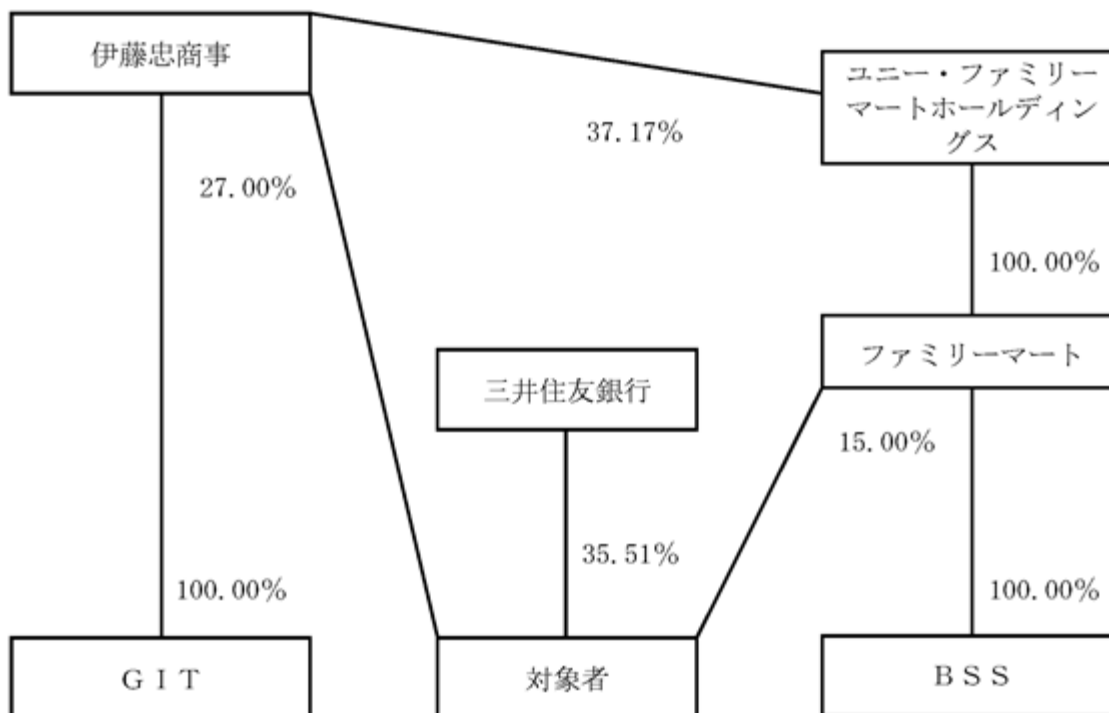 伊藤忠商事
ユニー・ファミリー
マートホールディン
グス
37.17%
27.00%
100.00%
ファミリーマート
三井住友銀行
15.00%
35.51%
100.00%
100.00%
ＧＩＴ
対象者
ＢＳＳ